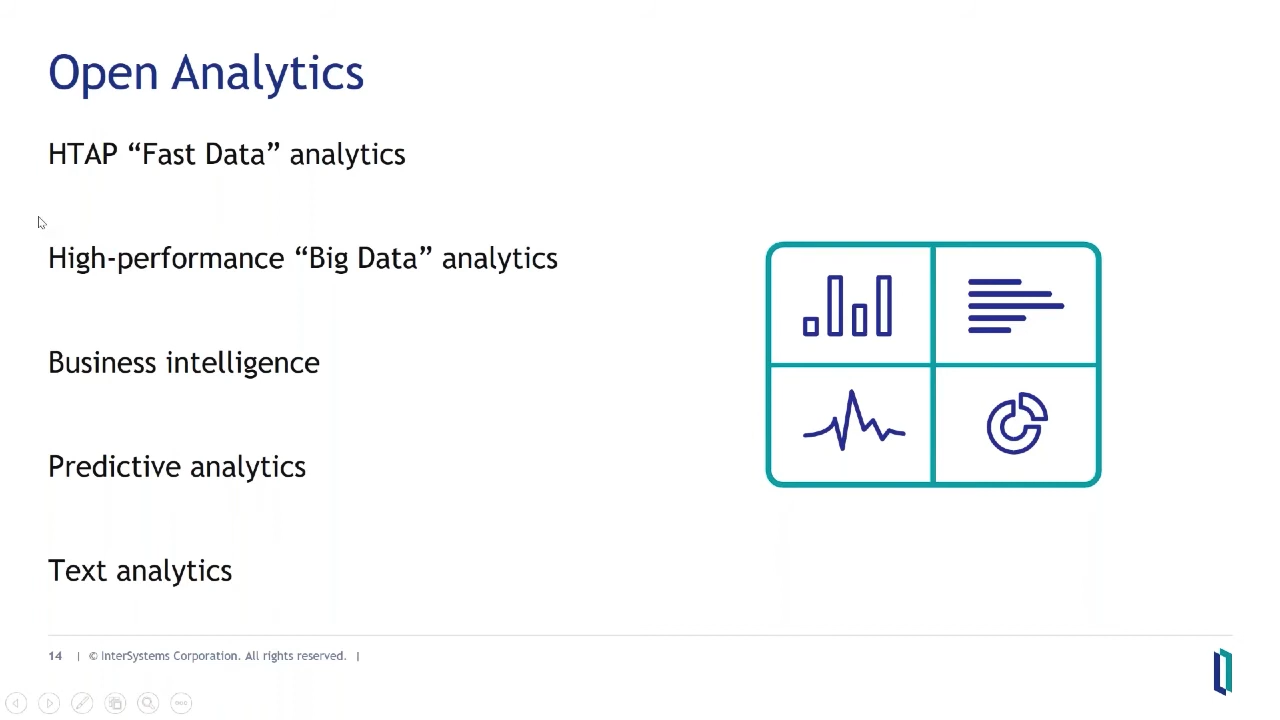 Open Analytics
HTAP “Fast Data” analytics
High-performance “Big Data” analytics
Business intelligence
Predictive analytics
Text analytics
14 | © InterSystems Corporation. All rights reserved. |